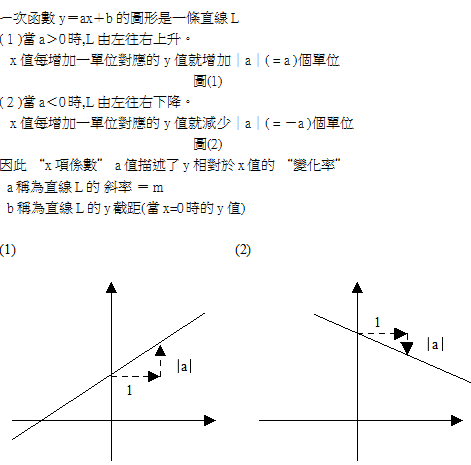 一次函數 y＝ax＋b 的圖形是一條直線 L
( 1 )當 a＞0 時,L 由左往右上升。
x 值每增加一單位對應的 y 值就增加｜a｜( = a )個單位
圖(1)
( 2 )當 a＜0 時,L 由左往右下降。
x 值每增加一單位對應的 y 值就減少｜a｜( = －a )個單位
圖(2)
因此 “x 項係數” a 值描述了 y 相對於 x 值的 “變化率”
a 稱為直線 L 的 斜率 ＝ m
b 稱為直線 L 的 y 截距(當 x=0 時的 y 值)
(1) (2)
1
|a|
1
|a|